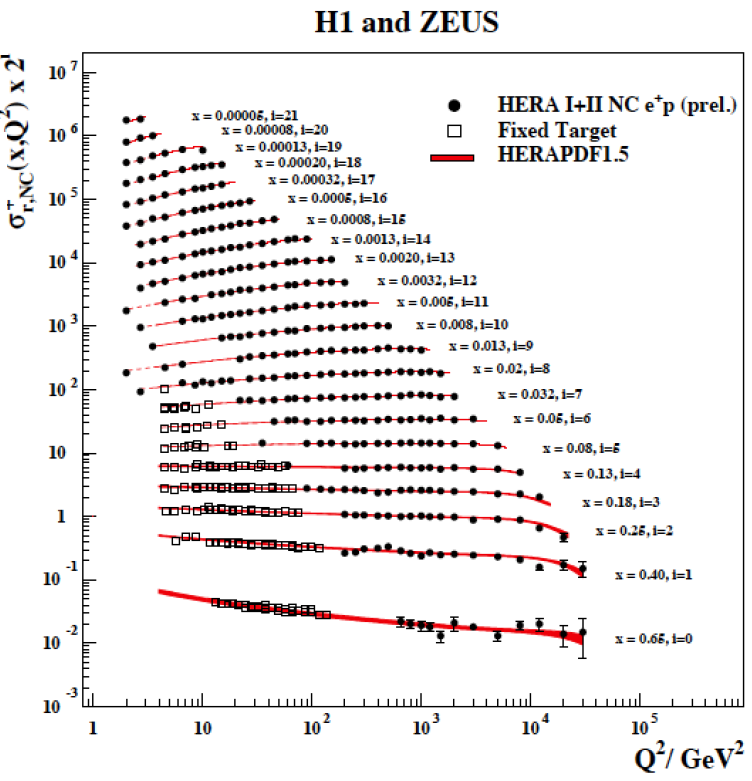 H1 and ZEUS
σ⁺r,NC(x,Q²) x 2ⁱ
10⁷
10⁶
10⁵
10⁴
10³
10²
10
1
10⁻¹
10⁻²
10⁻³
HERA I+II NC e⁺p (prel.)
Fixed Target
HERAPDF1.5
x = 0.00005, i=21
x = 0.00008, i=20
x = 0.00013, i=19
x = 0.00020, i=18
x = 0.00032, i=17
x = 0.0005, i=16
x = 0.0008, i=15
x = 0.0013, i=14
x = 0.0020, i=13
x = 0.0032, i=12
x = 0.005, i=11
x = 0.008, i=10
x = 0.013, i=9
x = 0.02, i=8
x = 0.032, i=7
x = 0.05, i=6
x = 0.08, i=5
x = 0.13, i=4
x = 0.18, i=3
x = 0.25, i=2
x = 0.40, i=1
x = 0.65, i=0
1 10 10² 10³ 10⁴ 10⁵
Q²/ GeV²